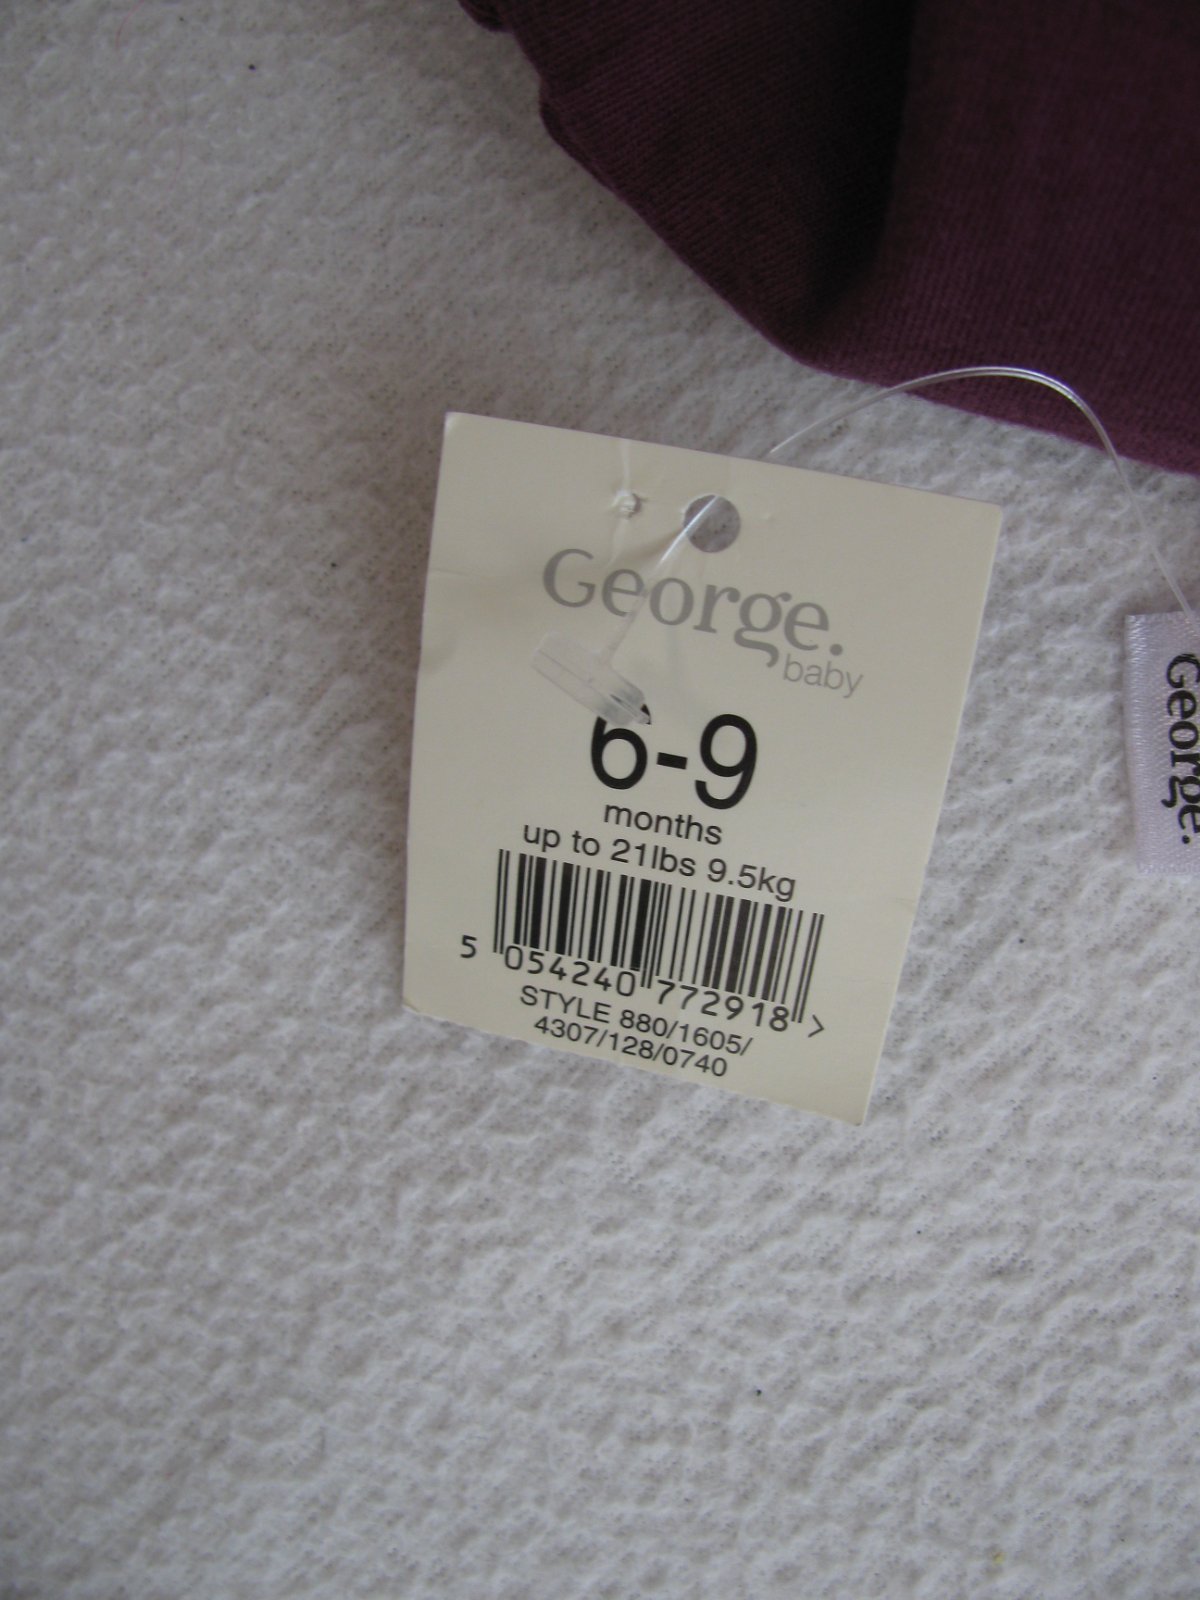 George.
baby
6-9
months
up to 21lbs 9.5kg
5 054240 772918 >
STYLE 880/1605/
4307/128/0740
George.